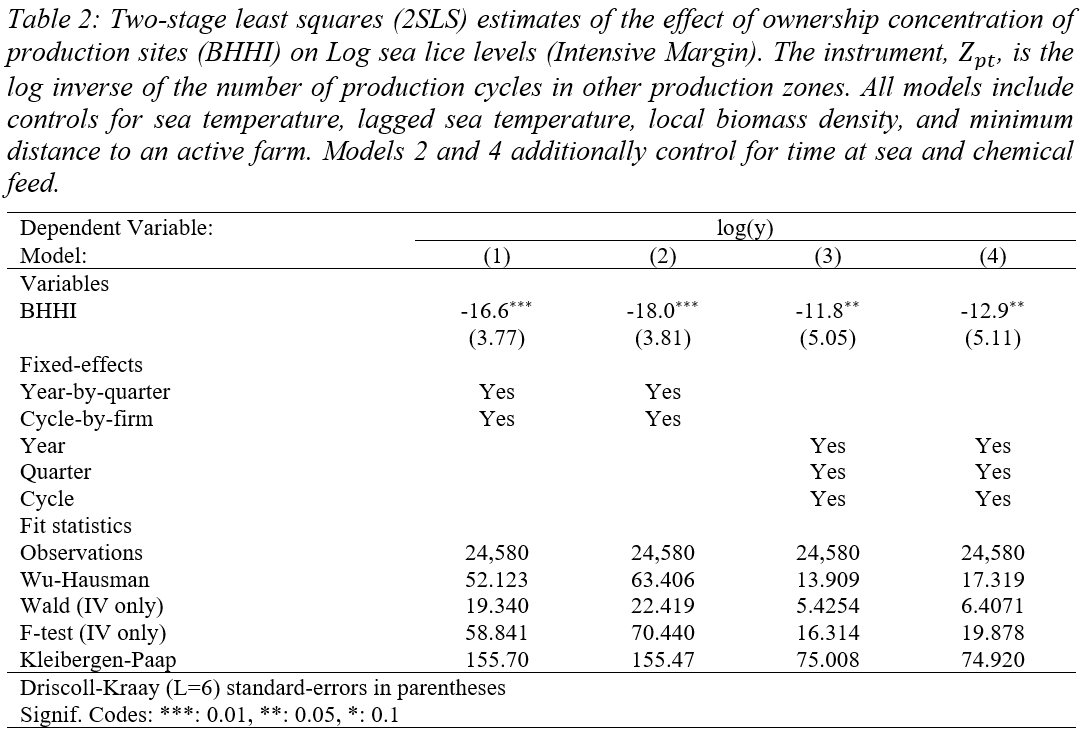 Table 2: Two-stage least squares (2SLS) estimates of the effect of ownership concentration of
production sites (BHHI) on Log sea lice levels (Intensive Margin). The instrument, Zpt, is the
log inverse of the number of production cycles in other production zones. All models include
controls for sea temperature, lagged sea temperature, local biomass density, and minimum
distance to an active farm. Models 2 and 4 additionally control for time at sea and chemical
feed.
Dependent Variable: log(y)
Model: (1) (2) (3) (4)
Variables
BHHI -16.6*** -18.0*** -11.8** -12.9**
(3.77) (3.81) (5.05) (5.11)
Fixed-effects
Year-by-quarter Yes Yes
Cycle-by-firm Yes Yes
Year Yes Yes
Quarter Yes Yes
Cycle Yes Yes
Fit statistics
Observations 24,580 24,580 24,580 24,580
Wu-Hausman 52.123 63.406 13.909 17.319
Wald (IV only) 19.340 22.419 5.4254 6.4071
F-test (IV only) 58.841 70.440 16.314 19.878
Kleibergen-Paap 155.70 155.47 75.008 74.920
Driscoll-Kraay (L=6) standard-errors in parentheses
Signif. Codes: ***: 0.01, **: 0.05, *: 0.1